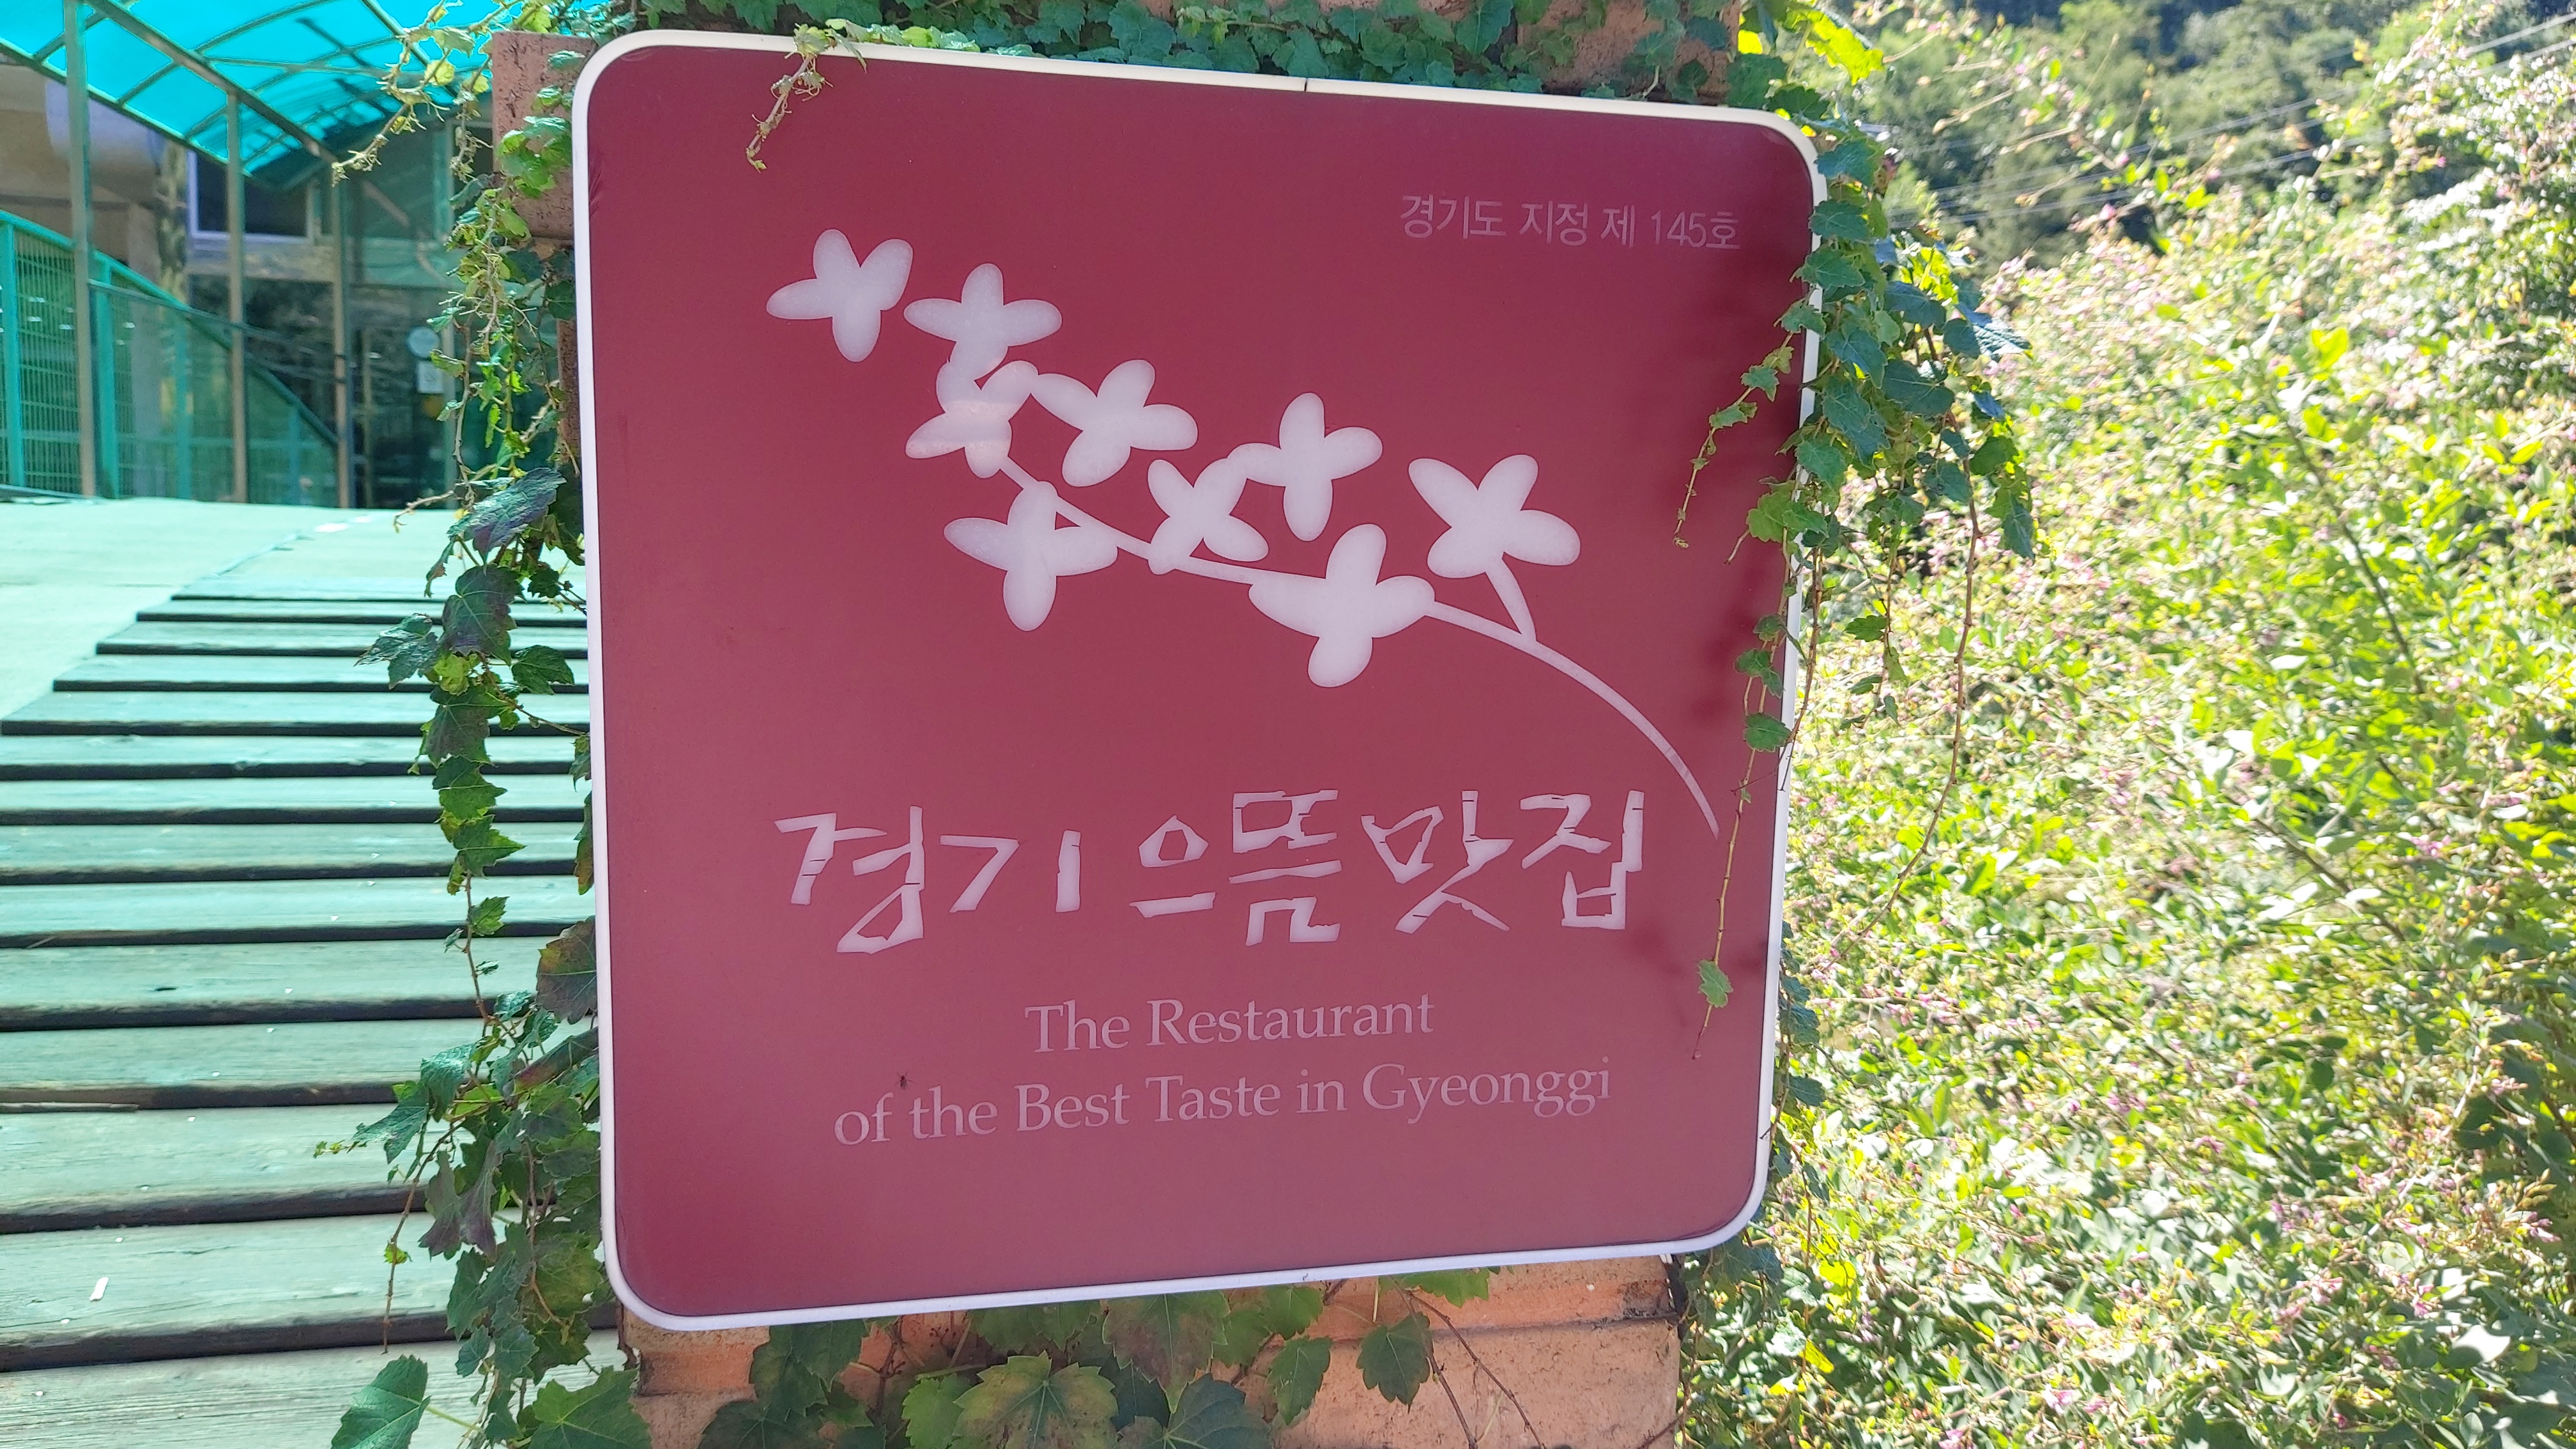 경기도 지정 제 145호
경기 으뜸맛집
The Restaurant
of the Best Taste in Gyeonggi